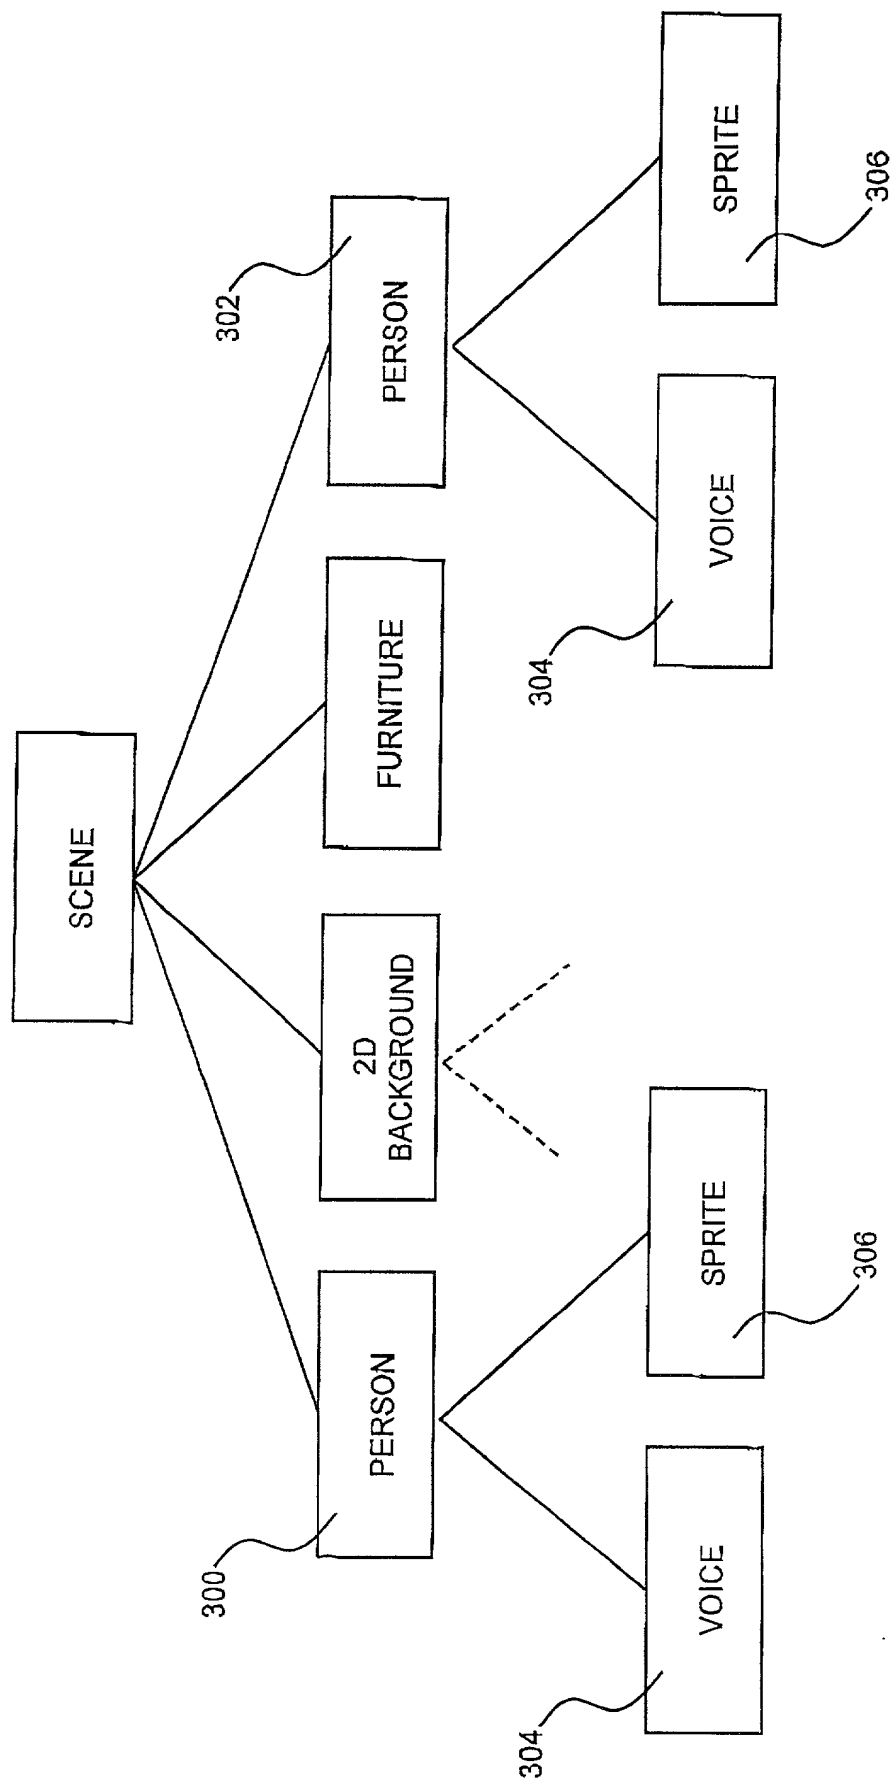 SCENE
300
PERSON
2D
BACKGROUND
FURNITURE
PERSON
302
304
VOICE
SPRITE
306
304
VOICE
SPRITE
306